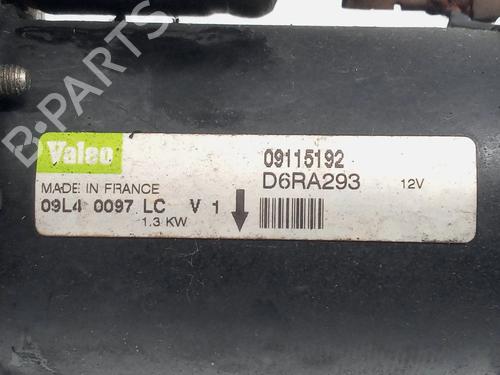 B-PARTS
Valeo
09115192
MADE IN FRANCE
D6RA293 12V
09L4 0097 LC V 1
1.3 KW